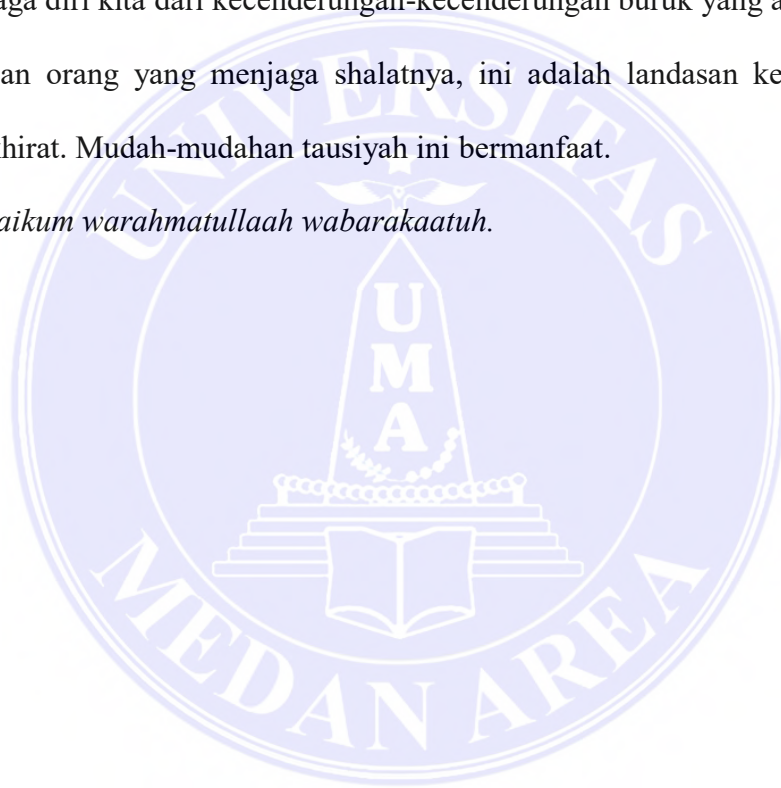 aga diri kita dari kecenderungan-kecenderungan buruk yang a
an orang yang menjaga shalatnya, ini adalah landasan ke
hirat. Mudah-mudahan tausiyah ini bermanfaat.
aikum warahmatullaah wabarakaatuh.
UNIVERSITAS
U
M
A
MEDAN AREA